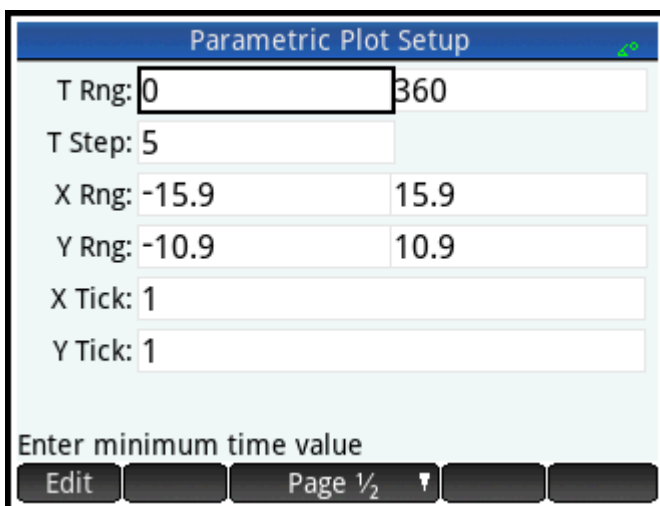 Parametric Plot Setup
T Rng: 0 360
T Step: 5
X Rng: -15.9 15.9
Y Rng: -10.9 10.9
X Tick: 1
Y Tick: 1
Enter minimum time value
Edit Page ½